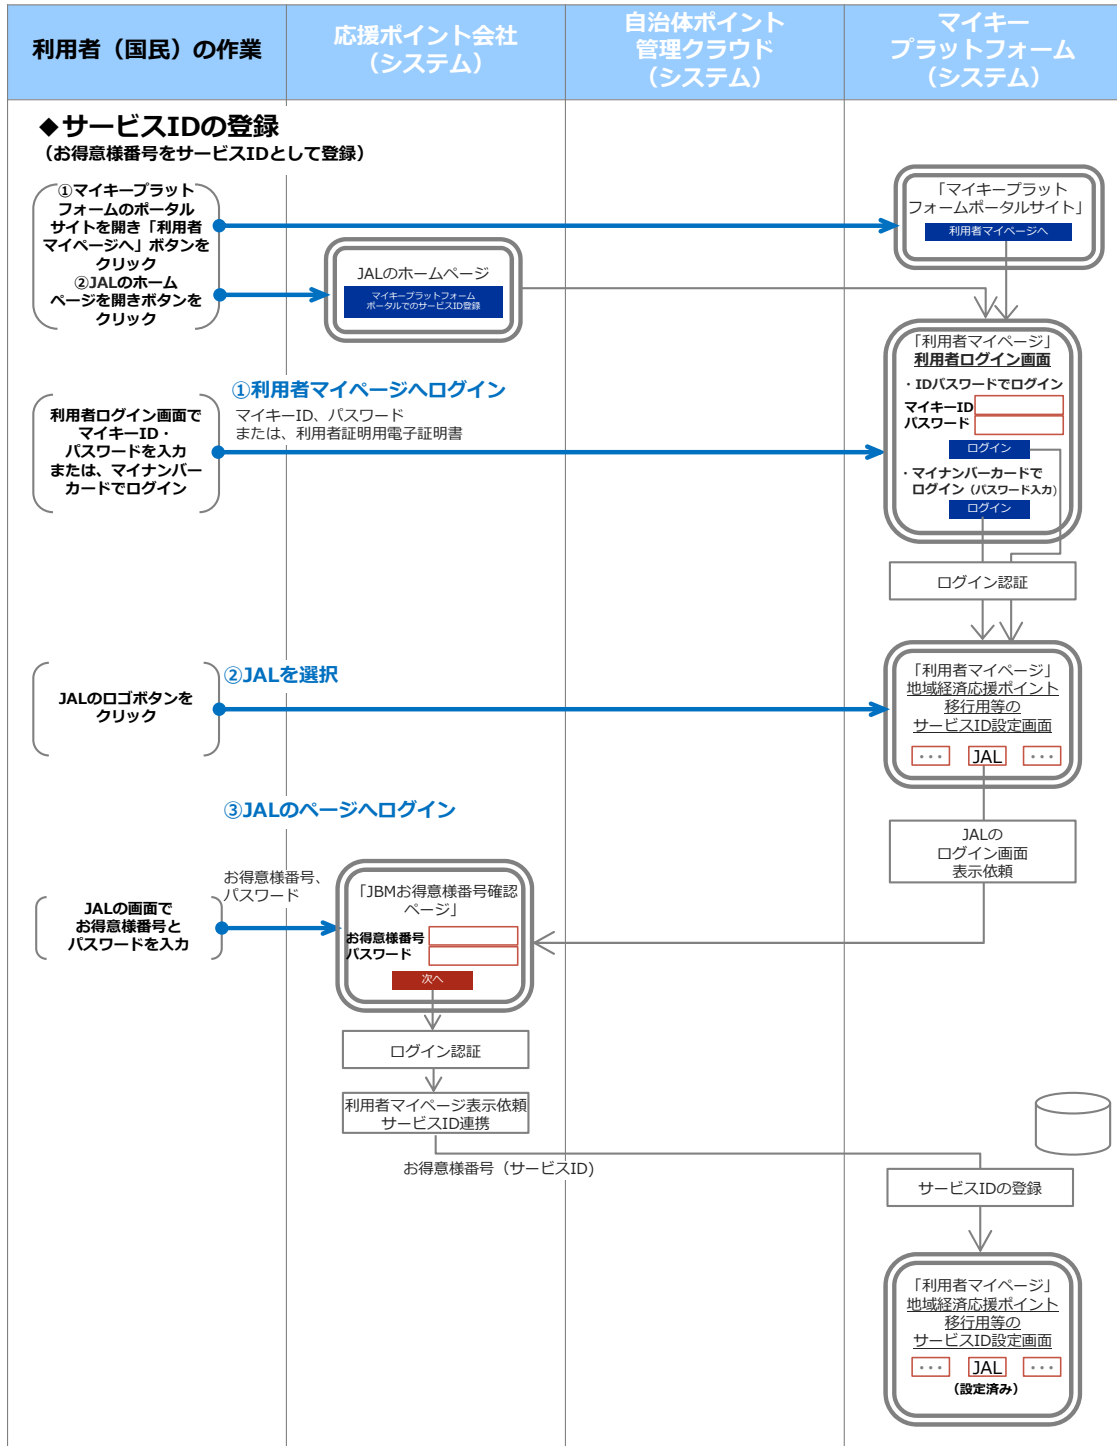 利用者（国民）の作業
応援ポイント会社
（システム）
自治体ポイント
管理クラウド
（システム）
マイキー
プラットフォーム
（システム）
◆サービスIDの登録
（お得意様番号をサービスIDとして登録）
①マイキープラット
フォームのポータル
サイトを開き「利用者
マイページへ」ボタンを
クリック
②JALのホーム
ページを開きボタンを
クリック
「マイキープラット
フォームポータルサイト」
利用者マイページへ
JALのホームページ
マイキープラットフォーム
ポータルでのサービスID登録
「利用者マイページ」
利用者ログイン画面
・IDパスワードでログイン
マイキーID
パスワード
ログイン
・マイナンバーカードで
ログイン（パスワード入力）
ログイン
①利用者マイページへログイン
マイキーID、パスワード
または、利用者証明用電子証明書
利用者ログイン画面で
マイキーID・
パスワードを入力
または、マイナンバー
カードでログイン
ログイン認証
②JALを選択
JALのロゴボタンを
クリック
「利用者マイページ」
地域経済応援ポイント
移行用等の
サービスID設定画面
･･･ JAL ･･･
③JALのページへログイン
JALの
ログイン画面
表示依頼
お得意様番号、
パスワード
JALの画面で
お得意様番号と
パスワードを入力
「JBMお得意様番号確認
ページ」
お得意様番号
パスワード
次へ
ログイン認証
利用者マイページ表示依頼
サービスID連携
お得意様番号（サービスID)
サービスIDの登録
「利用者マイページ」
地域経済応援ポイント
移行用等の
サービスID設定画面
･･･ JAL ･･･
（設定済み）